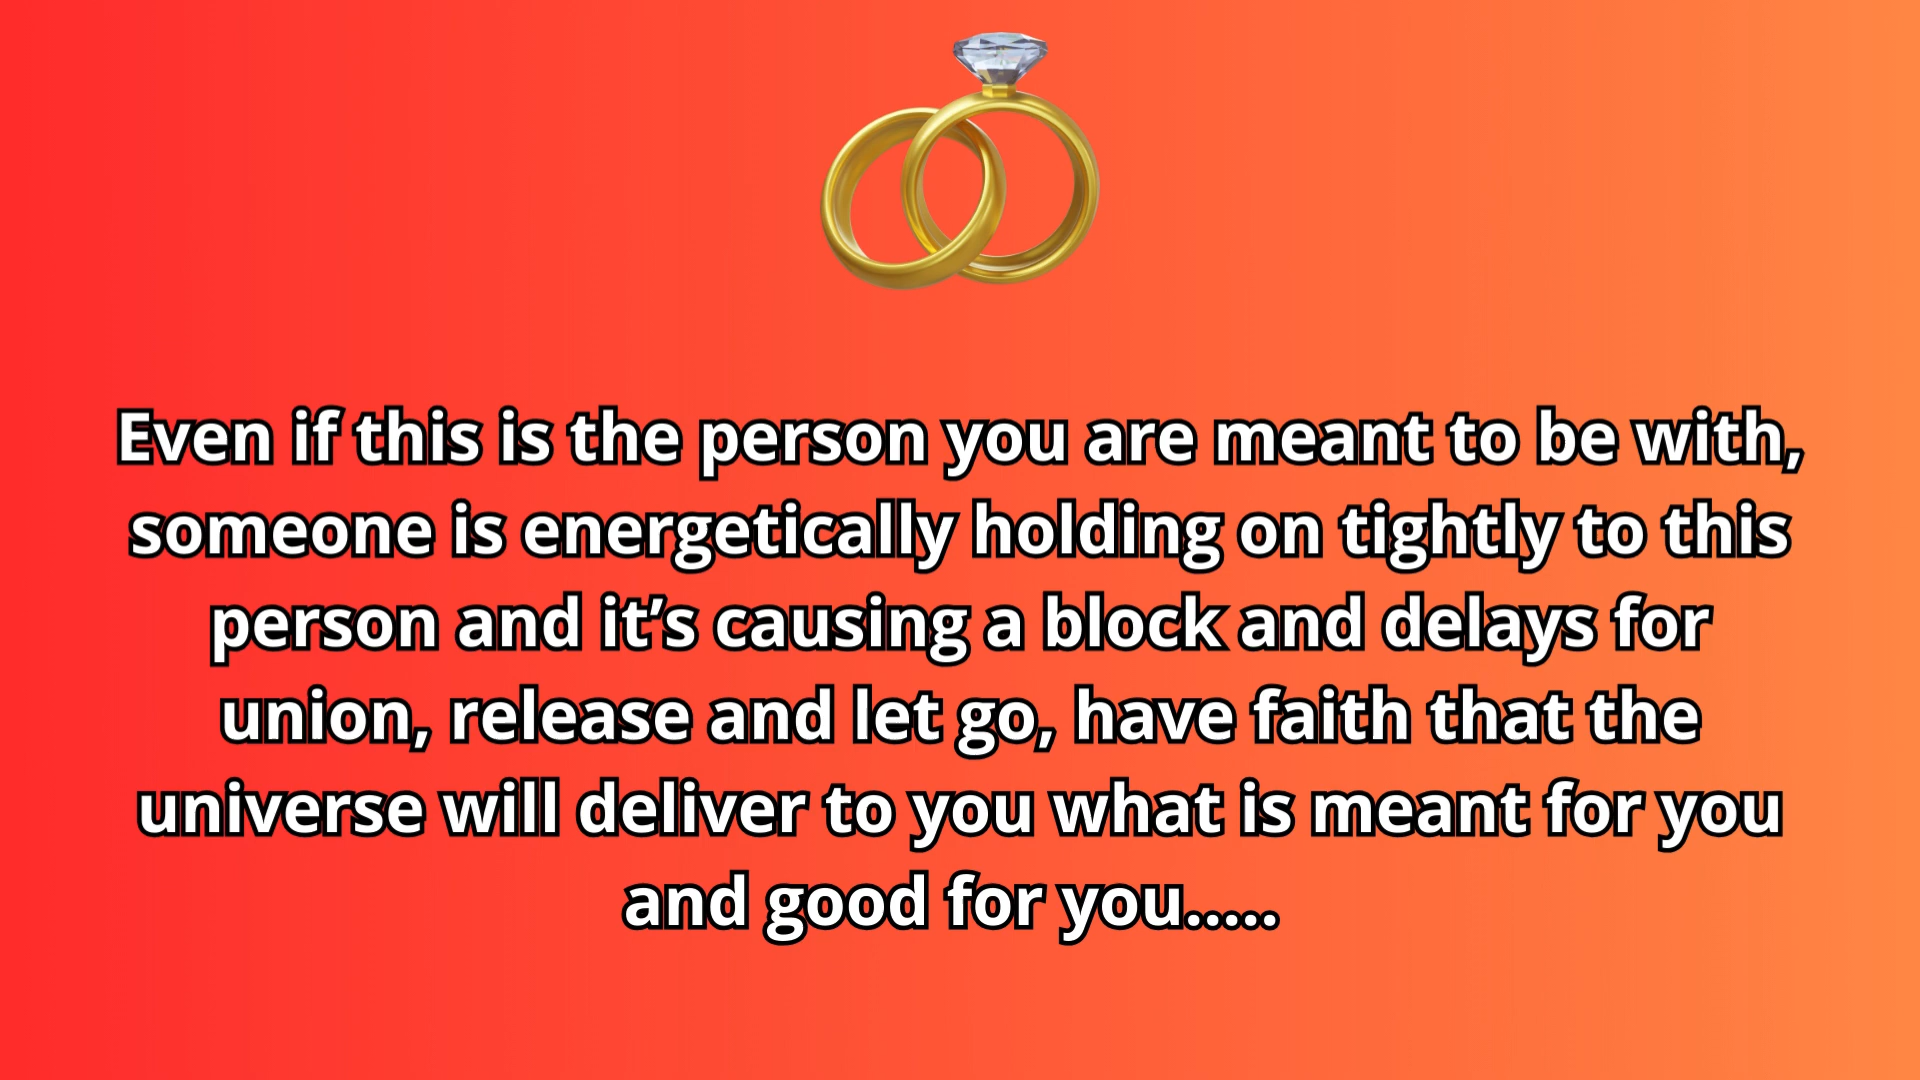 Even if this is the person you are meant to be with,
someone is energetically holding on tightly to this
person and it’s causing a block and delays for
union, release and let go, have faith that the
universe will deliver to you what is meant for you
and good for you.....